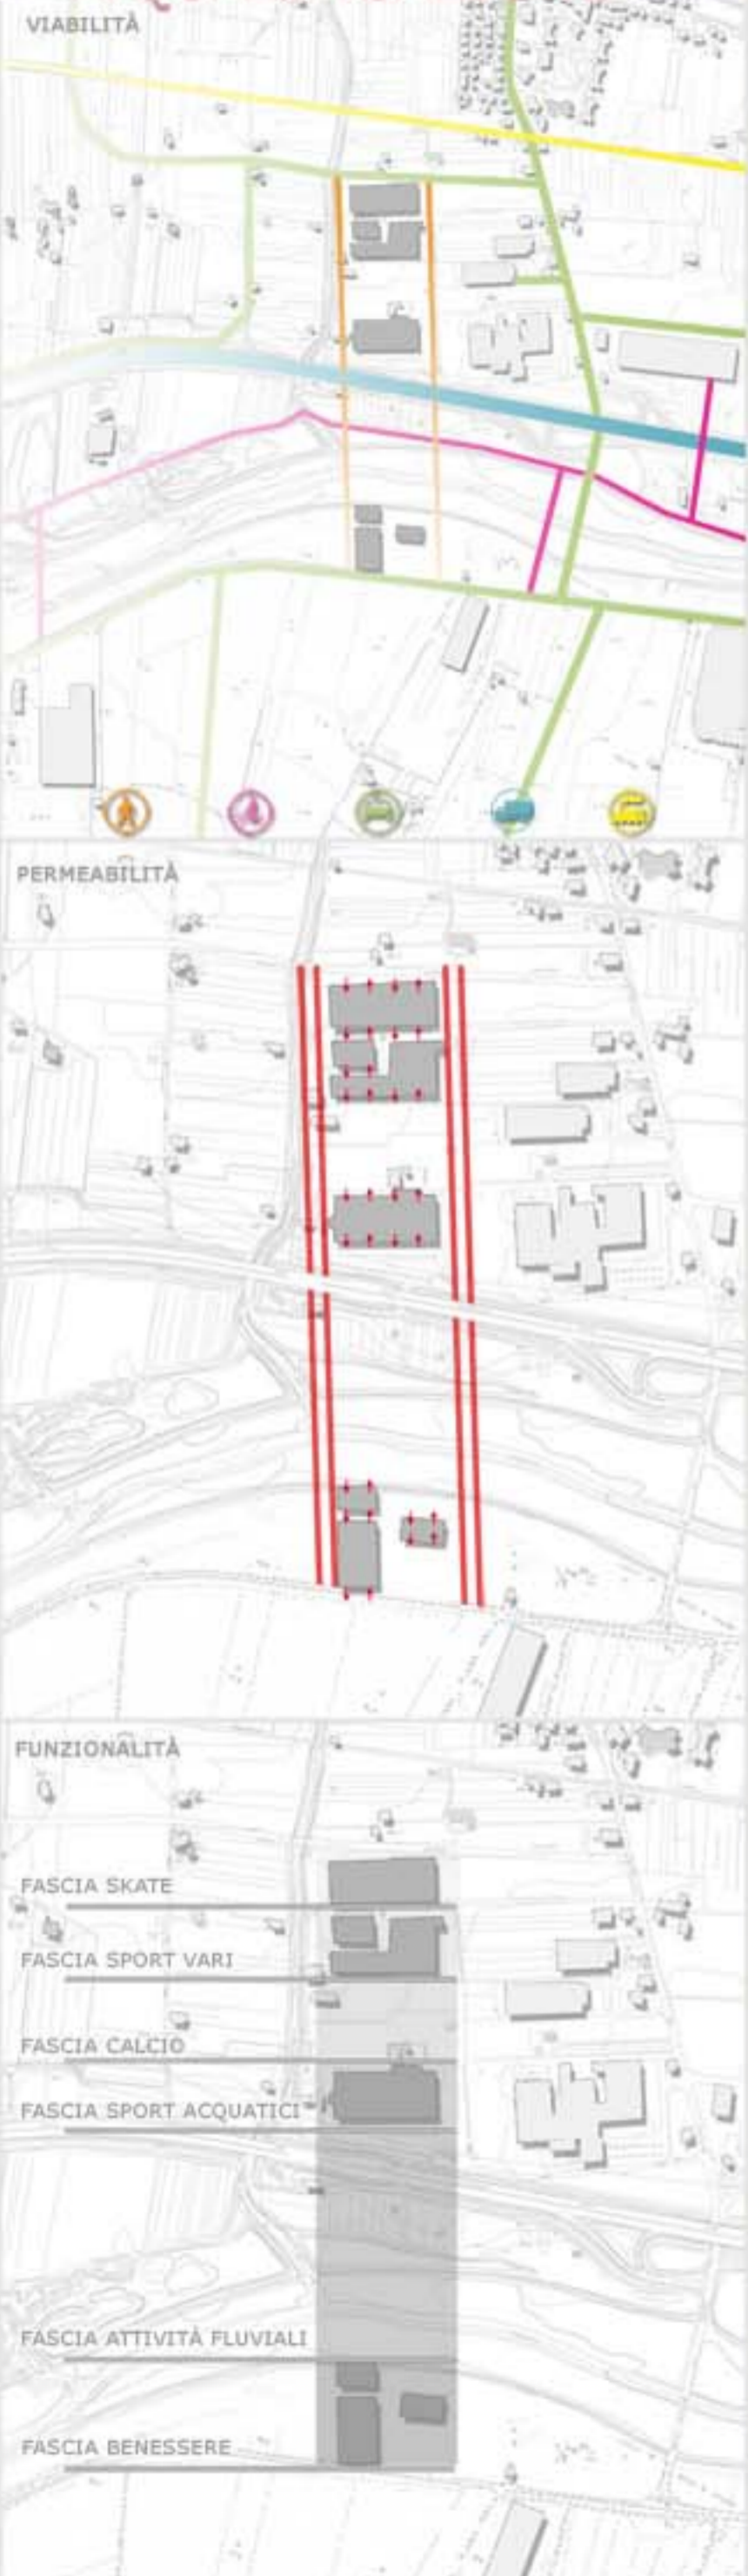 VIABILITÀ
PERMEABILITÀ
FUNZIONALITÀ
FASCIA SKATE
FASCIA SPORT VARI
FASCIA CALCIO
FASCIA SPORT ACQUATICI
FASCIA ATTIVITÀ FLUVIALI
FASCIA BENESSERE